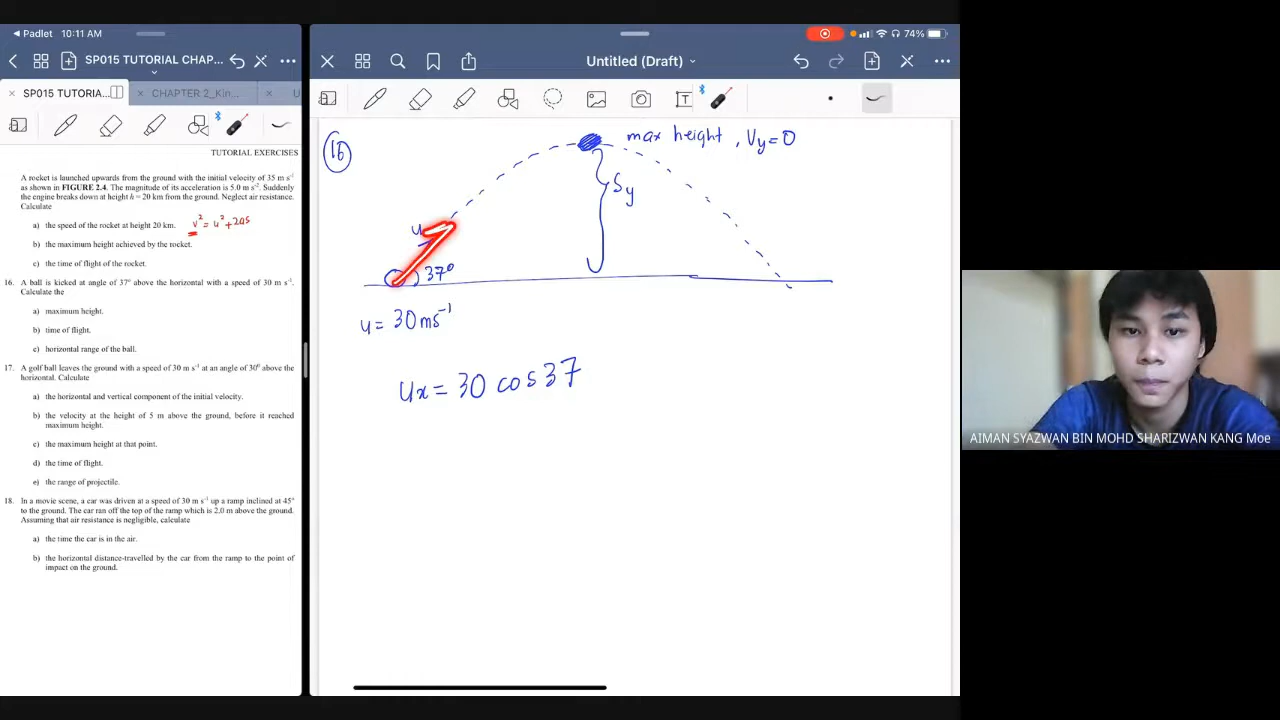 Padlet 10:11 AM
74%
SP015 TUTORIAL CHAP...
Untitled (Draft)
SP015 TUTORIA...
CHAPTER 2_Kin...
U
T
TUTORIAL EXERCISES
A rocket is launched upwards from the ground with the initial velocity of 35 m s⁻¹
as shown in FIGURE 2.4. The magnitude of its acceleration is 5.0 m s⁻². Suddenly
the engine breaks down at height h = 20 km from the ground. Neglect air resistance.
Calculate
a) the speed of the rocket at height 20 km. v² = u² + 2as
b) the maximum height achieved by the rocket.
c) the time of flight of the rocket.
16. A ball is kicked at angle of 37° above the horizontal with a speed of 30 m s⁻¹.
Calculate the
a) maximum height.
b) time of flight.
c) horizontal range of the ball.
17. A golf ball leaves the ground with a speed of 30 m s⁻¹ at an angle of 30⁰ above the
horizontal. Calculate
a) the horizontal and vertical component of the initial velocity.
b) the velocity at the height of 5 m above the ground, before it reached
maximum height.
c) the maximum height at that point.
d) the time of flight.
e) the range of projectile.
18. In a movie scene, a car was driven at a speed of 30 m s⁻¹ up a ramp inclined at 45°
to the ground. The car ran off the top of the ramp which is 2.0 m above the ground.
Assuming that air resistance is negligible, calculate
a) the time the car is in the air.
b) the horizontal distance-travelled by the car from the ramp to the point of
impact on the ground.
16
max height, Vy = 0
Sy
u
37°
u = 30 ms⁻¹
ux = 30 cos 37
AIMAN SYAZWAN BIN MOHD SHARIZWAN KANG Moe